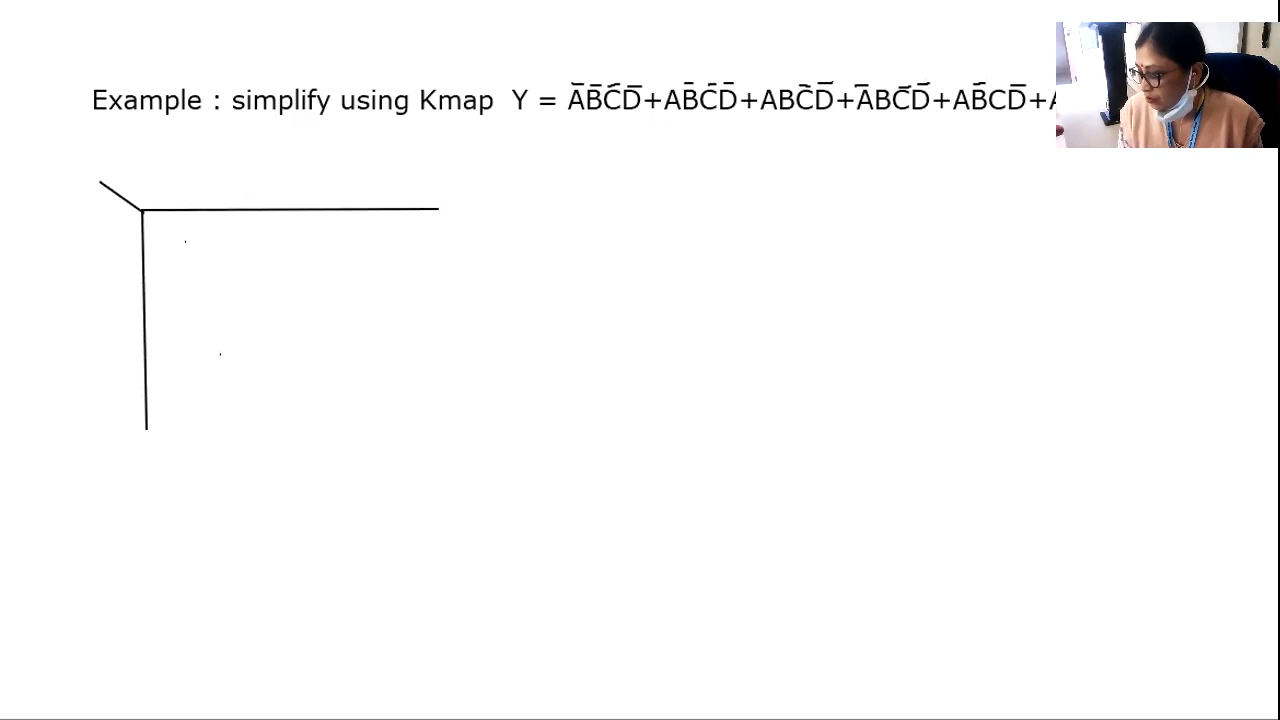 Example : simplify using Kmap Y = A̅B̅C̅D̅+AB̅C̅D̅+ABC̅D̅+A̅BC̅D̅+AB̅CD̅+